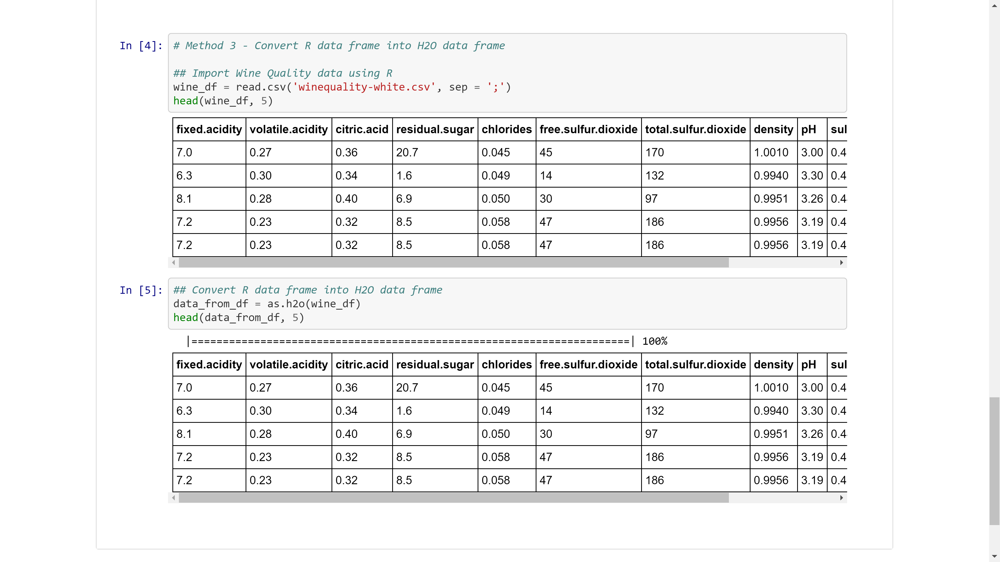 In [4]:
# Method 3 - Convert R data frame into H2O data frame
## Import Wine Quality data using R
wine_df = read.csv('winequality-white.csv', sep = ';')
head(wine_df, 5)
fixed.acidity volatile.acidity citric.acid residual.sugar chlorides free.sulfur.dioxide total.sulfur.dioxide density pH sul
7.0 0.27 0.36 20.7 0.045 45 170 1.0010 3.00 0.4
6.3 0.30 0.34 1.6 0.049 14 132 0.9940 3.30 0.4
8.1 0.28 0.40 6.9 0.050 30 97 0.9951 3.26 0.4
7.2 0.23 0.32 8.5 0.058 47 186 0.9956 3.19 0.4
7.2 0.23 0.32 8.5 0.058 47 186 0.9956 3.19 0.4
In [5]:
## Convert R data frame into H2O data frame
data_from_df = as.h2o(wine_df)
head(data_from_df, 5)
|======================================================================| 100%
fixed.acidity volatile.acidity citric.acid residual.sugar chlorides free.sulfur.dioxide total.sulfur.dioxide density pH sul
7.0 0.27 0.36 20.7 0.045 45 170 1.0010 3.00 0.4
6.3 0.30 0.34 1.6 0.049 14 132 0.9940 3.30 0.4
8.1 0.28 0.40 6.9 0.050 30 97 0.9951 3.26 0.4
7.2 0.23 0.32 8.5 0.058 47 186 0.9956 3.19 0.4
7.2 0.23 0.32 8.5 0.058 47 186 0.9956 3.19 0.4